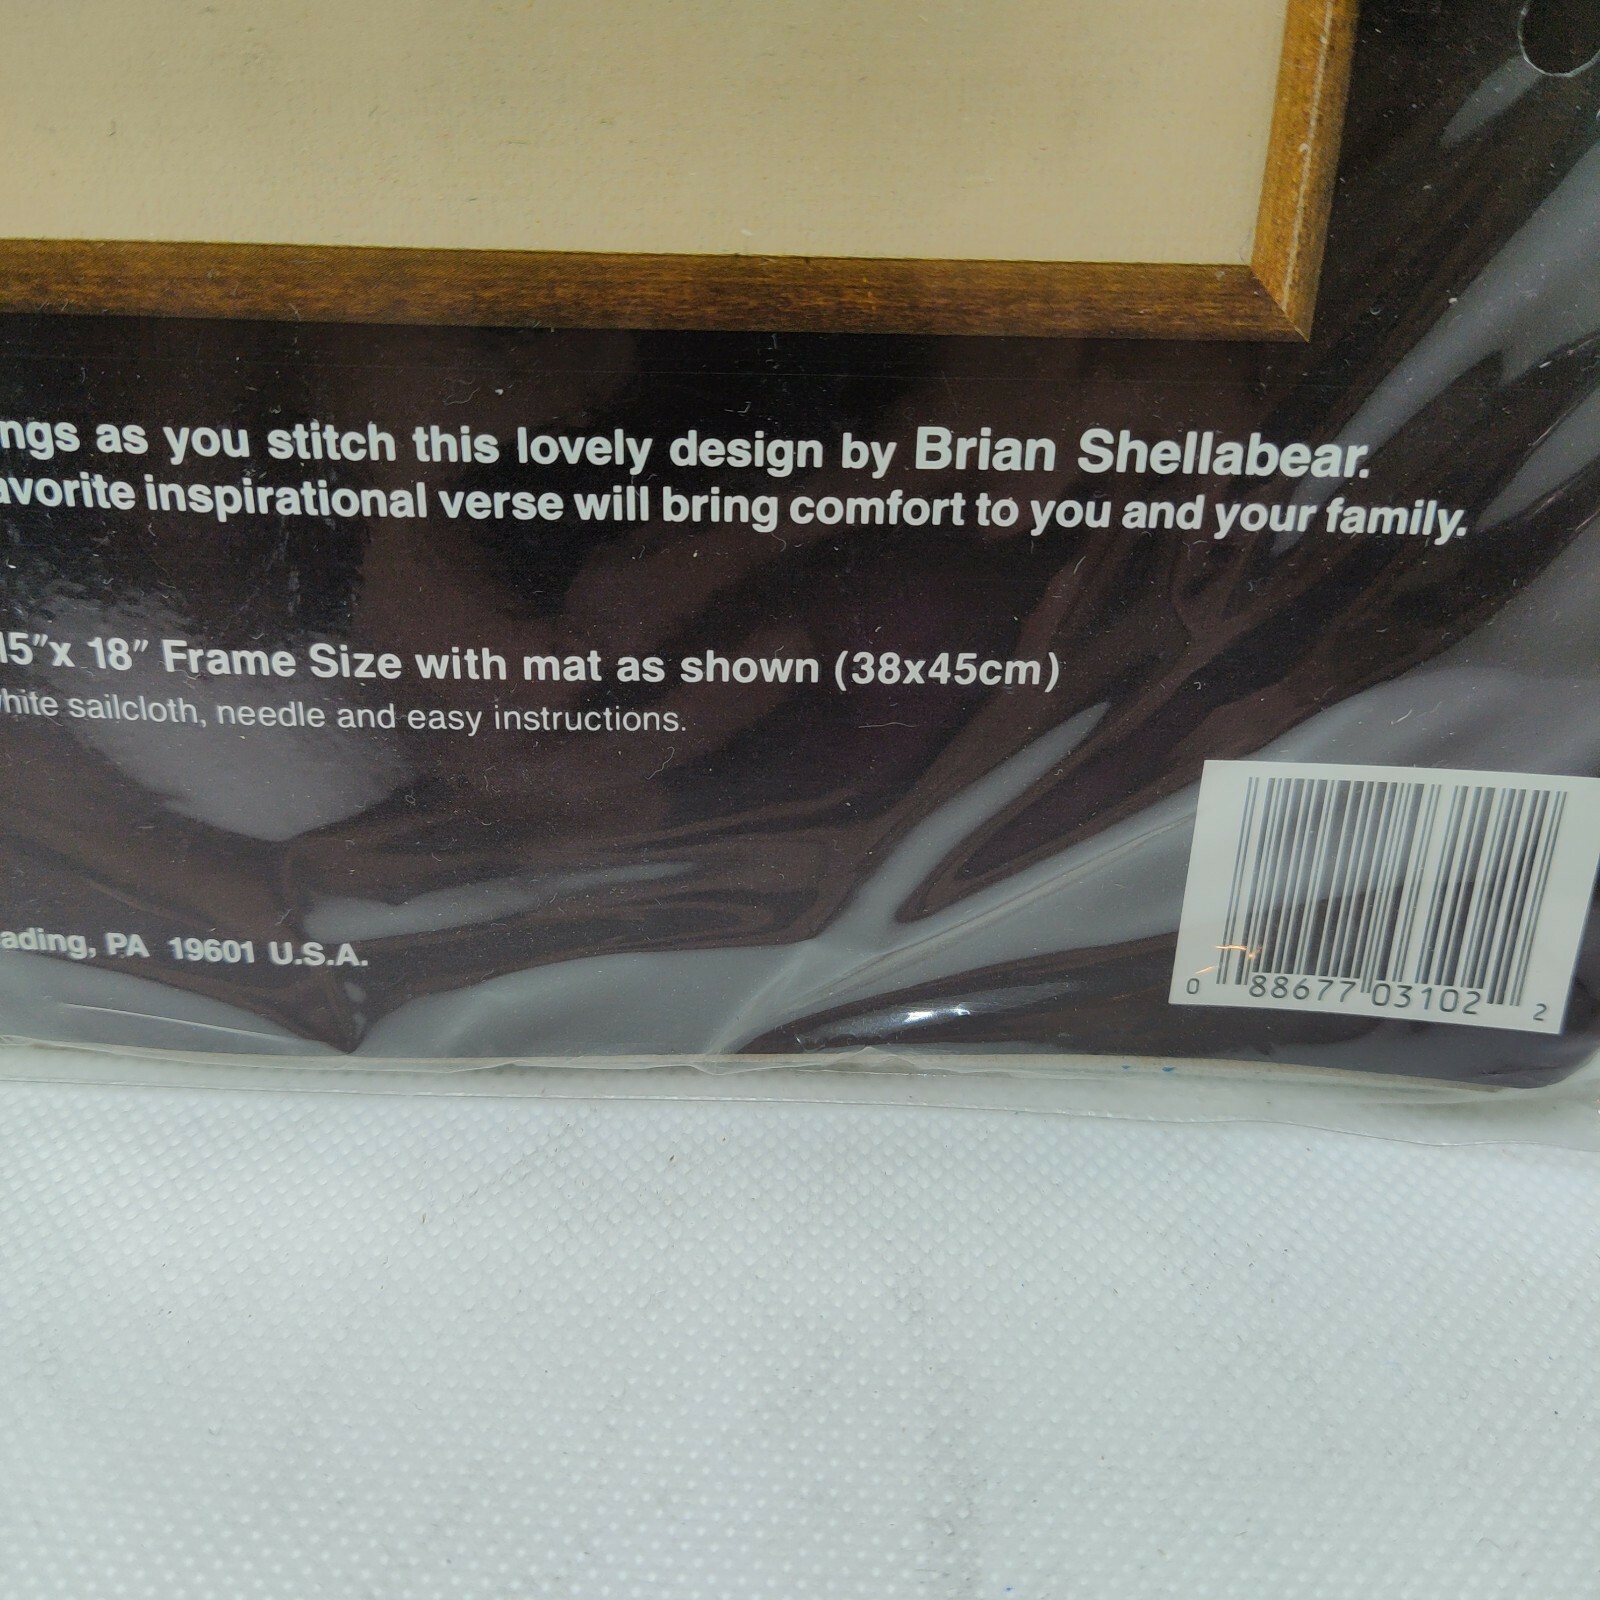 ngs as you stitch this lovely design by Brian Shellabear.
avorite inspirational verse will bring comfort to you and your family.
15"x 18" Frame Size with mat as shown (38x45cm)
hite sailcloth, needle and easy instructions.
ading, PA 19601 U.S.A.
0 88677 03102 2